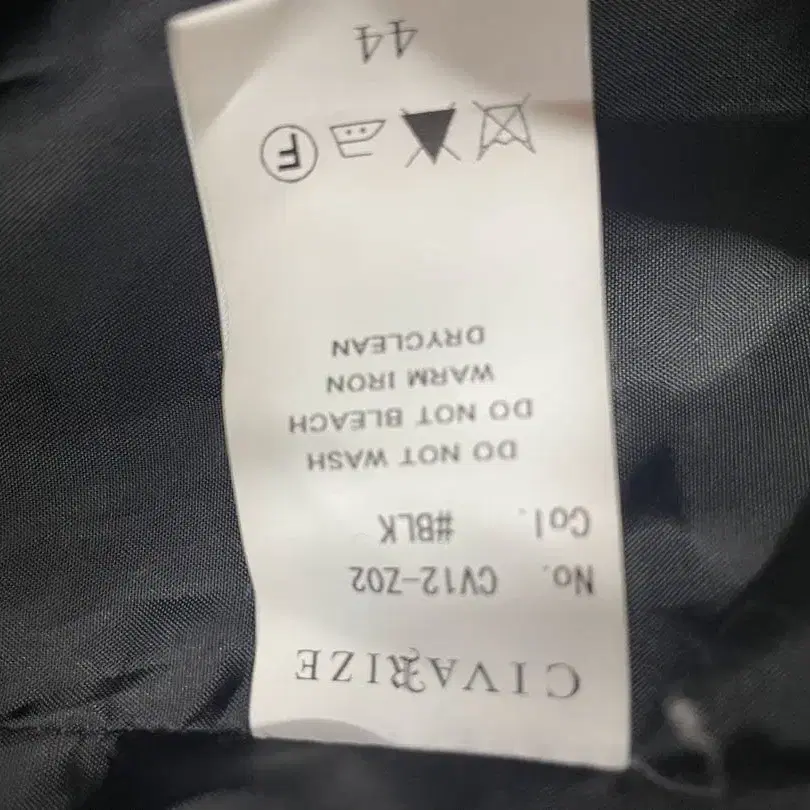 CIVARIZE
No. CV12-Z02
Col. #BLK
DO NOT WASH
DO NOT BLEACH
WARM IRON
DRYCLEAN
F
44